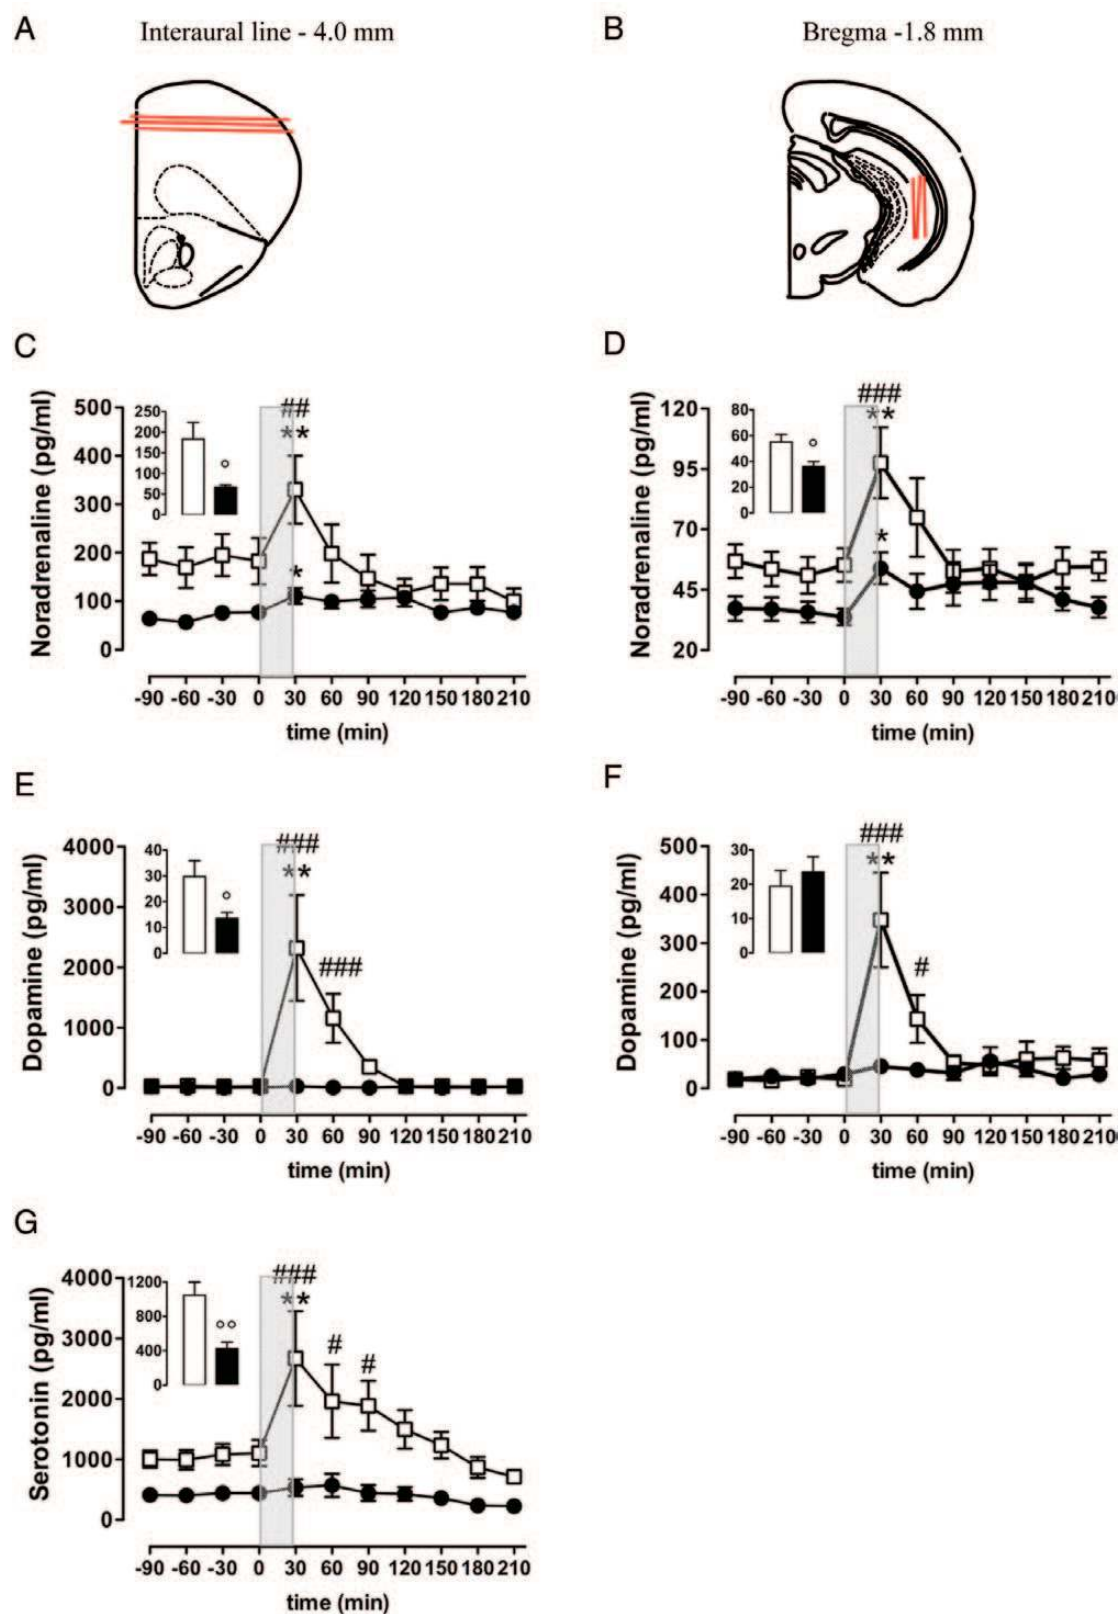 A
Interaural line - 4.0 mm
B
Bregma -1.8 mm
C
Noradrenaline (pg/ml)
500
400
300
200
100
0
250
200
150
100
50
0
°
##
**
*
-90 -60 -30 0 30 60 90 120 150 180 210
time (min)
D
Noradrenaline (pg/ml)
120
95
70
45
20
80
60
40
20
0
°
###
**
*
-90 -60 -30 0 30 60 90 120 150 180 210
time (min)
E
Dopamine (pg/ml)
4000
3000
2000
1000
0
40
30
20
10
0
°
###
**
###
-90 -60 -30 0 30 60 90 120 150 180 210
time (min)
F
Dopamine (pg/ml)
500
400
300
200
100
0
30
20
10
0
###
**
#
-90 -60 -30 0 30 60 90 120 150 180 210
time (min)
G
Serotonin (pg/ml)
4000
3000
2000
1000
0
1200
800
400
0
°°
###
**
#
#
-90 -60 -30 0 30 60 90 120 150 180 210
time (min)